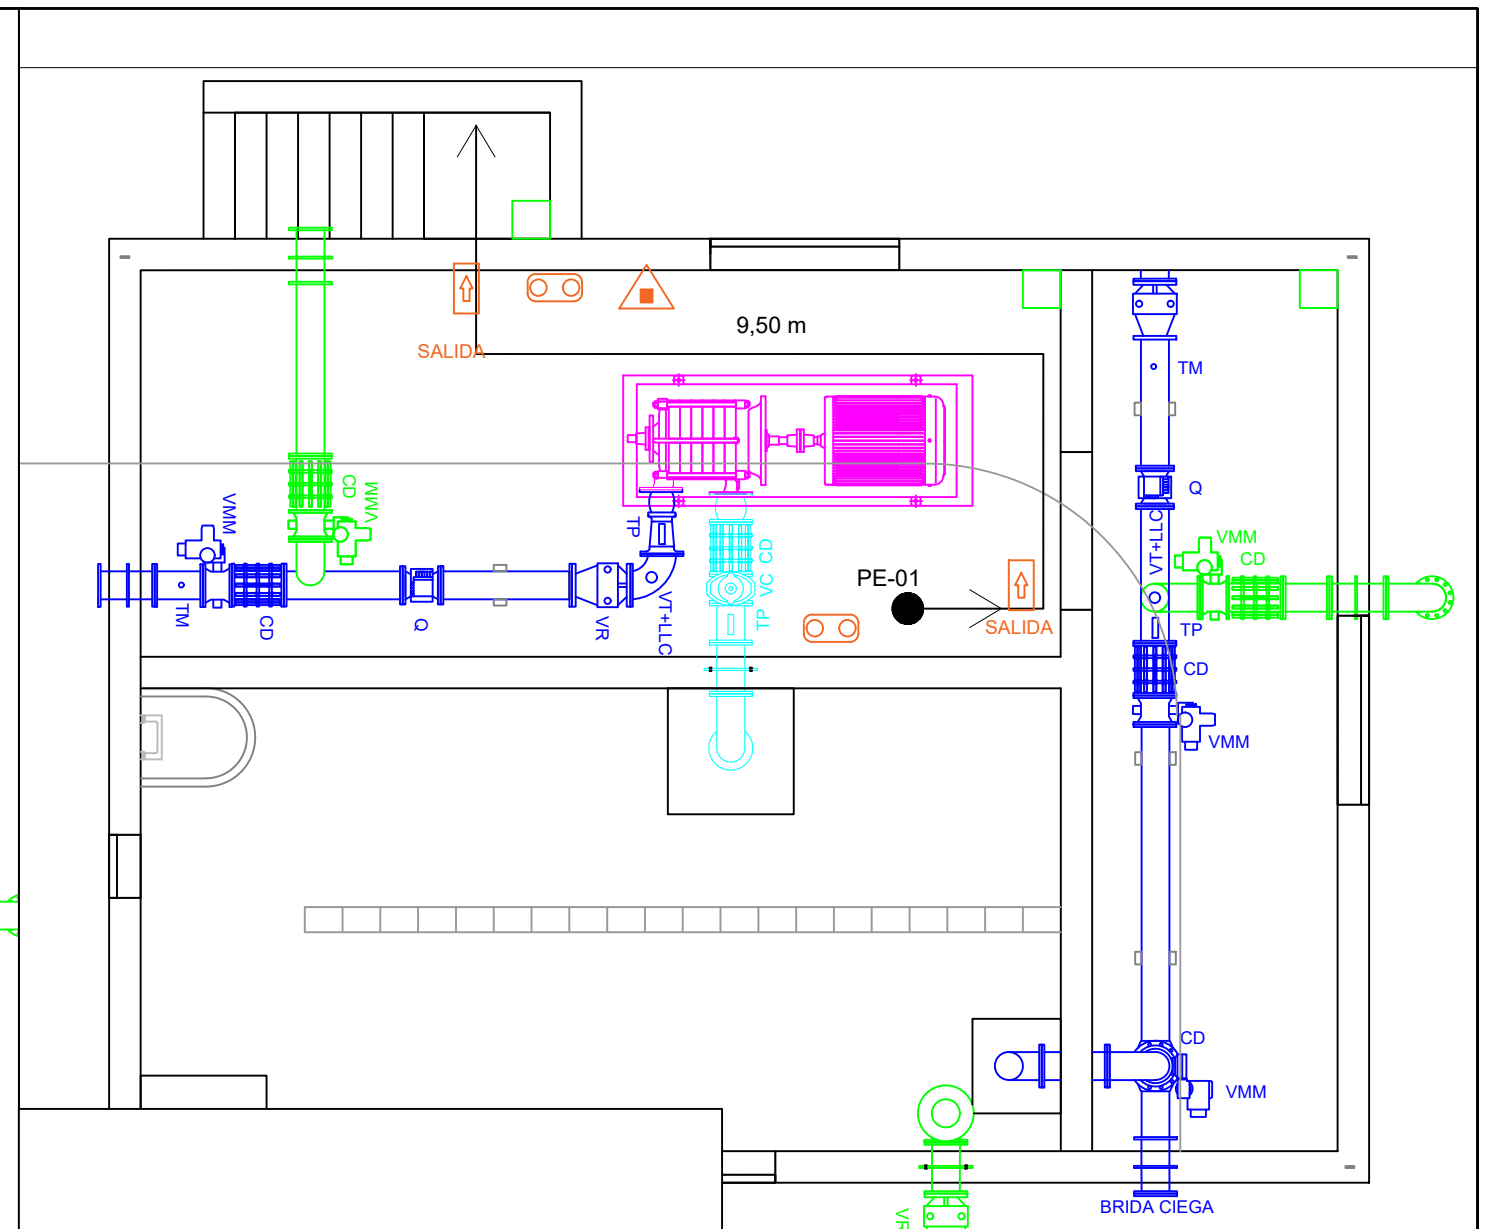 SALIDA
9,50 m
TM
CD
VMM
VMM
TP
Q
VT+LLC
VMM
CD
CD
VC
TP
PE-01
SALIDA
TM
CD
Q
VR
VT+LLC
TP
CD
VMM
CD
VMM
BRIDA CIEGA